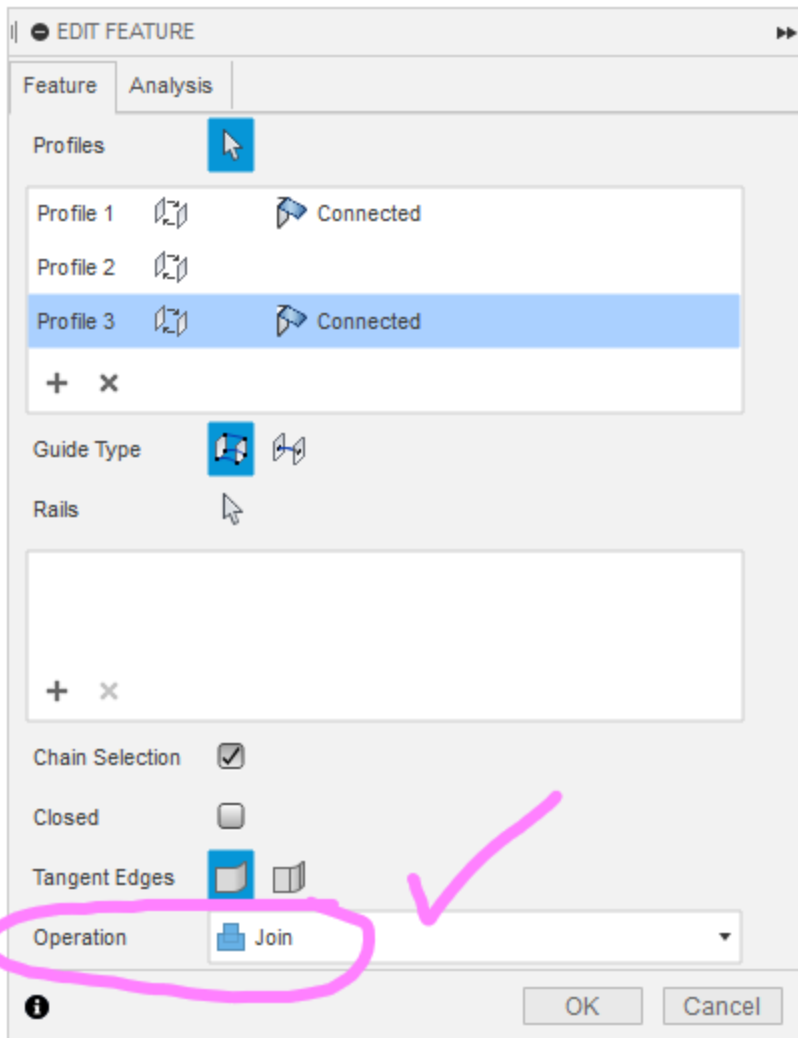 EDIT FEATURE
Feature Analysis
Profiles
Profile 1 Connected
Profile 2
Profile 3 Connected
Guide Type
Rails
Chain Selection
Closed
Tangent Edges
Operation Join
OK Cancel